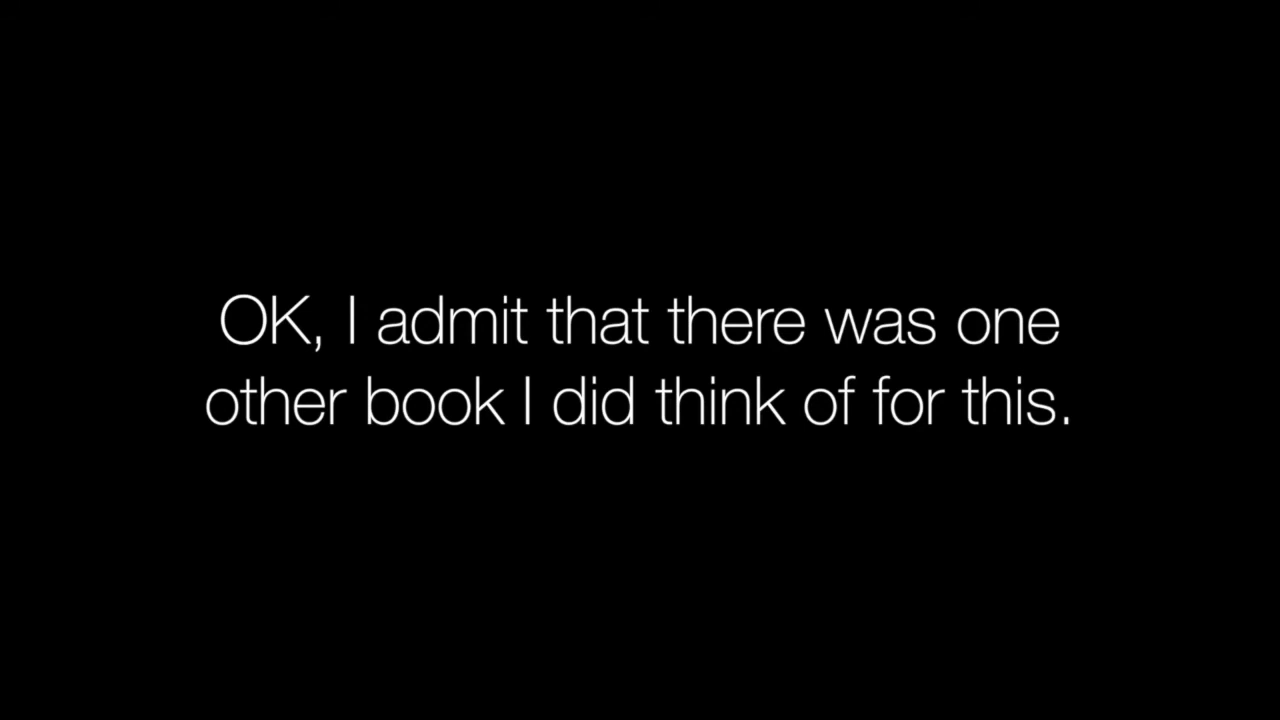 OK, I admit that there was one
other book I did think of for this.